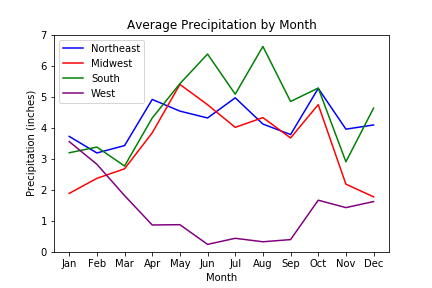 Average Precipitation by Month
Northeast
Midwest
South
West
Precipitation (inches)
7
6
5
4
3
2
1
0
Jan Feb Mar Apr May Jun Jul Aug Sep Oct Nov Dec
Month